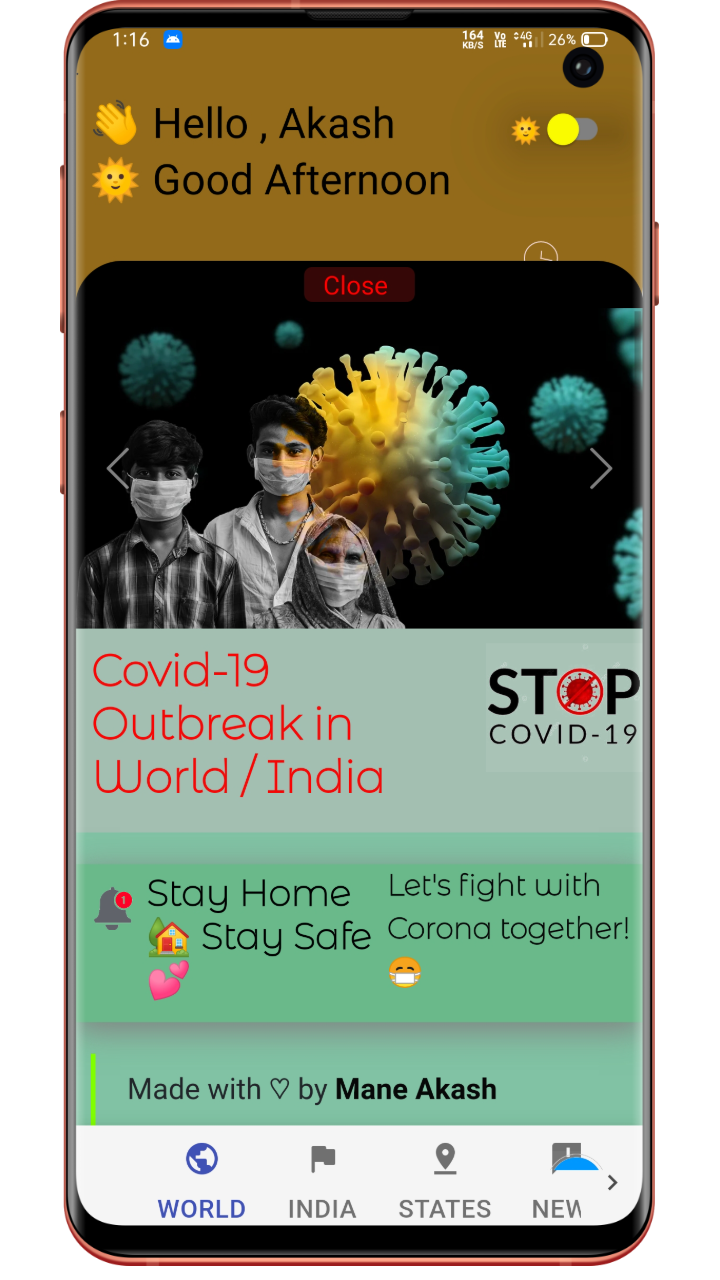 1:16 164 KB/S Vo LTE 4G 26%
👋 Hello , Akash
🌞 Good Afternoon
Close
Covid-19
Outbreak in
World / India
STOP
COVID-19
1
Stay Home
🏡 Stay Safe
💕
Let's fight with
Corona together!
😷
Made with ♡ by Mane Akash
WORLD INDIA STATES NEW